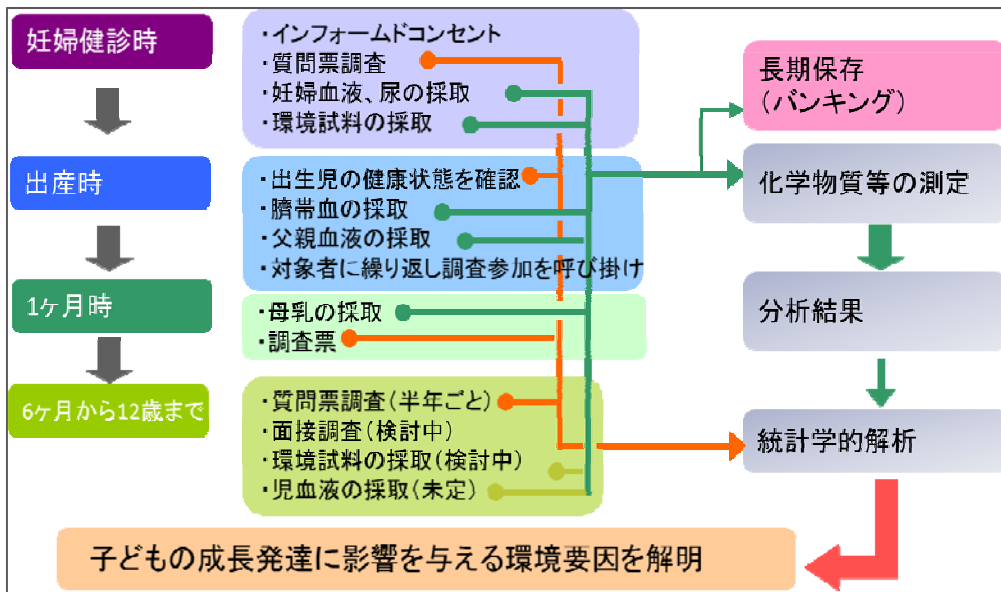 妊婦健診時
・インフォームドコンセント
・質問票調査
・妊婦血液、尿の採取
・環境試料の採取
出産時
・出生児の健康状態を確認
・臍帯血の採取
・父親血液の採取
・対象者に繰り返し調査参加を呼び掛け
1ヶ月時
・母乳の採取
・調査票
6ヶ月から12歳まで
・質問票調査(半年ごと)
・面接調査(検討中)
・環境試料の採取(検討中)
・児血液の採取(未定)
長期保存
(バンキング)
化学物質等の測定
分析結果
統計学的解析
子どもの成長発達に影響を与える環境要因を解明